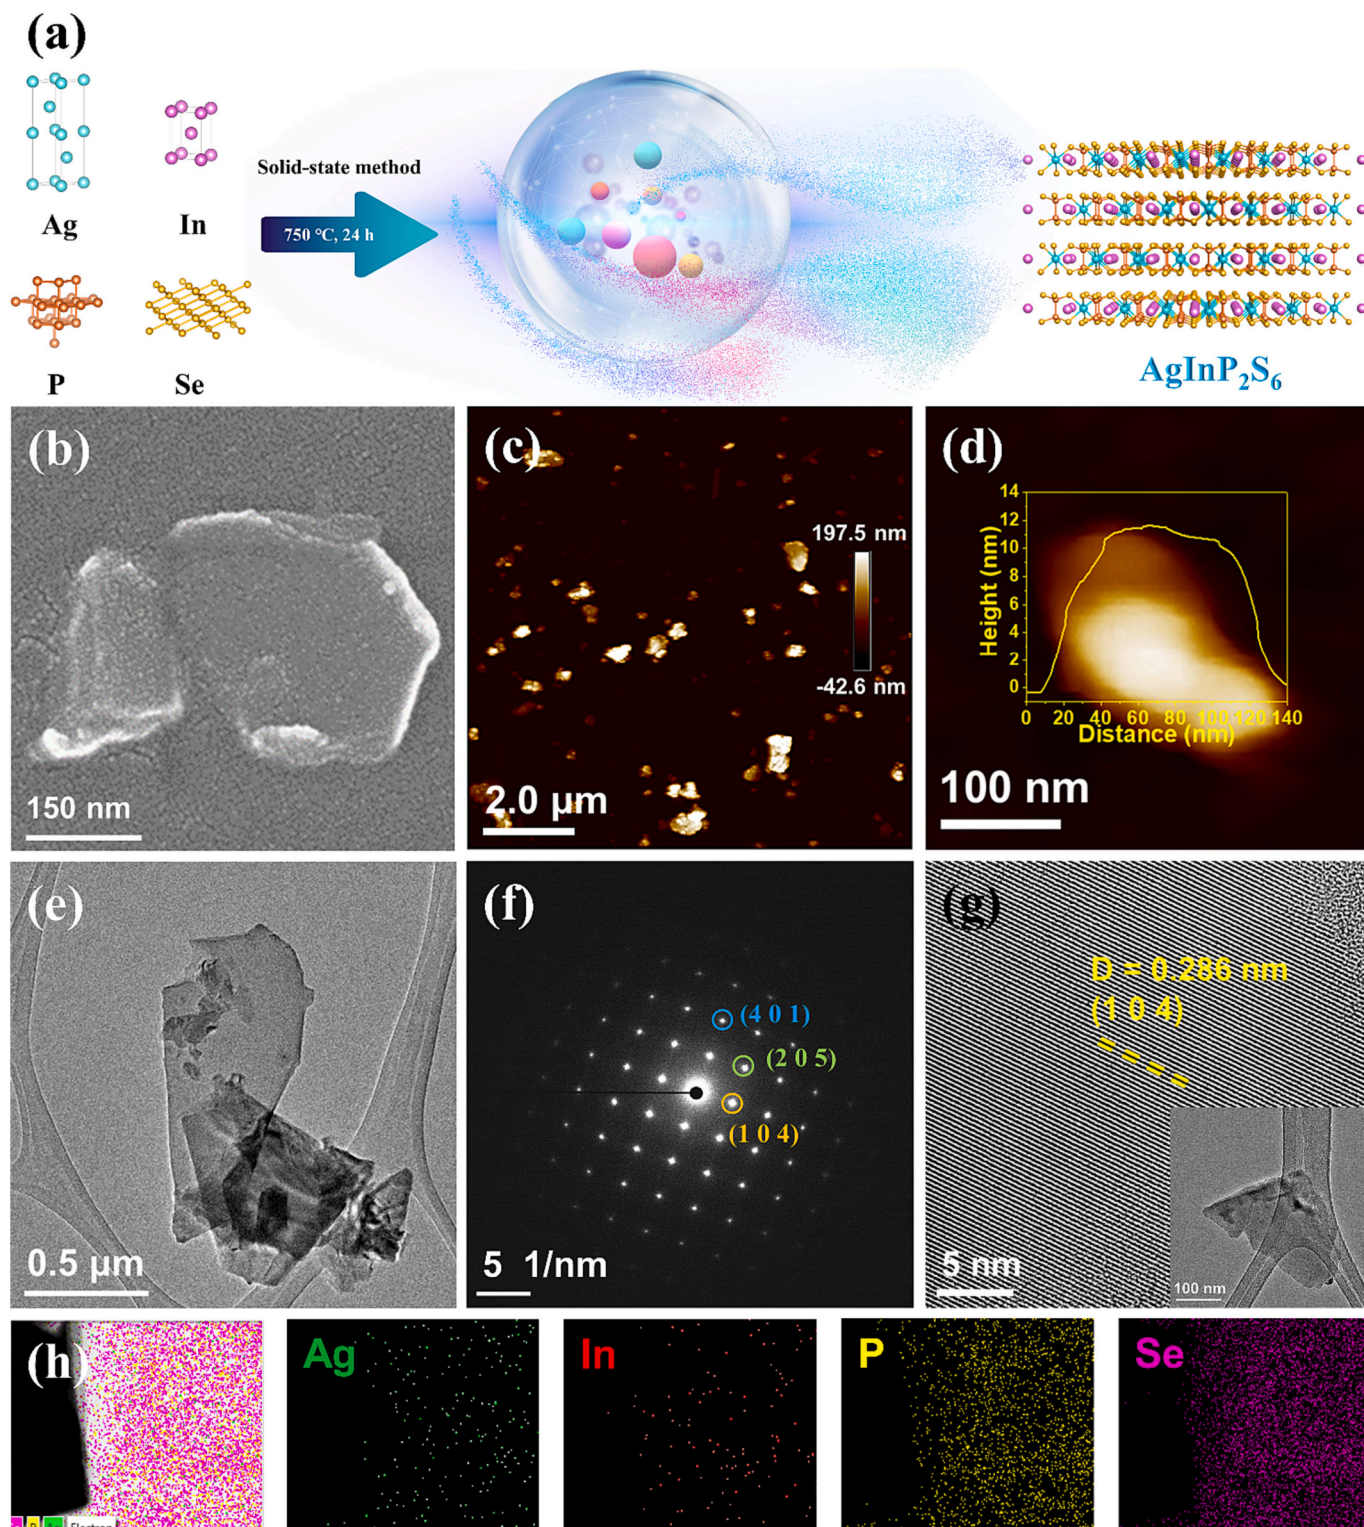 (a)
Ag
In
P
Se
Solid-state method
750 °C, 24 h
AgInP₂S₆
(b)
150 nm
(c)
197.5 nm
-42.6 nm
2.0 μm
(d)
14
12
10
8
6
4
2
0
Height (nm)
0 20 40 60 80 100 120 140
Distance (nm)
100 nm
(e)
0.5 μm
(f)
(4 0 1)
(2 0 5)
(1 0 4)
5 1/nm
(g)
D = 0.286 nm
(1 0 4)
5 nm
100 nm
(h)
Ag
In
P
Se